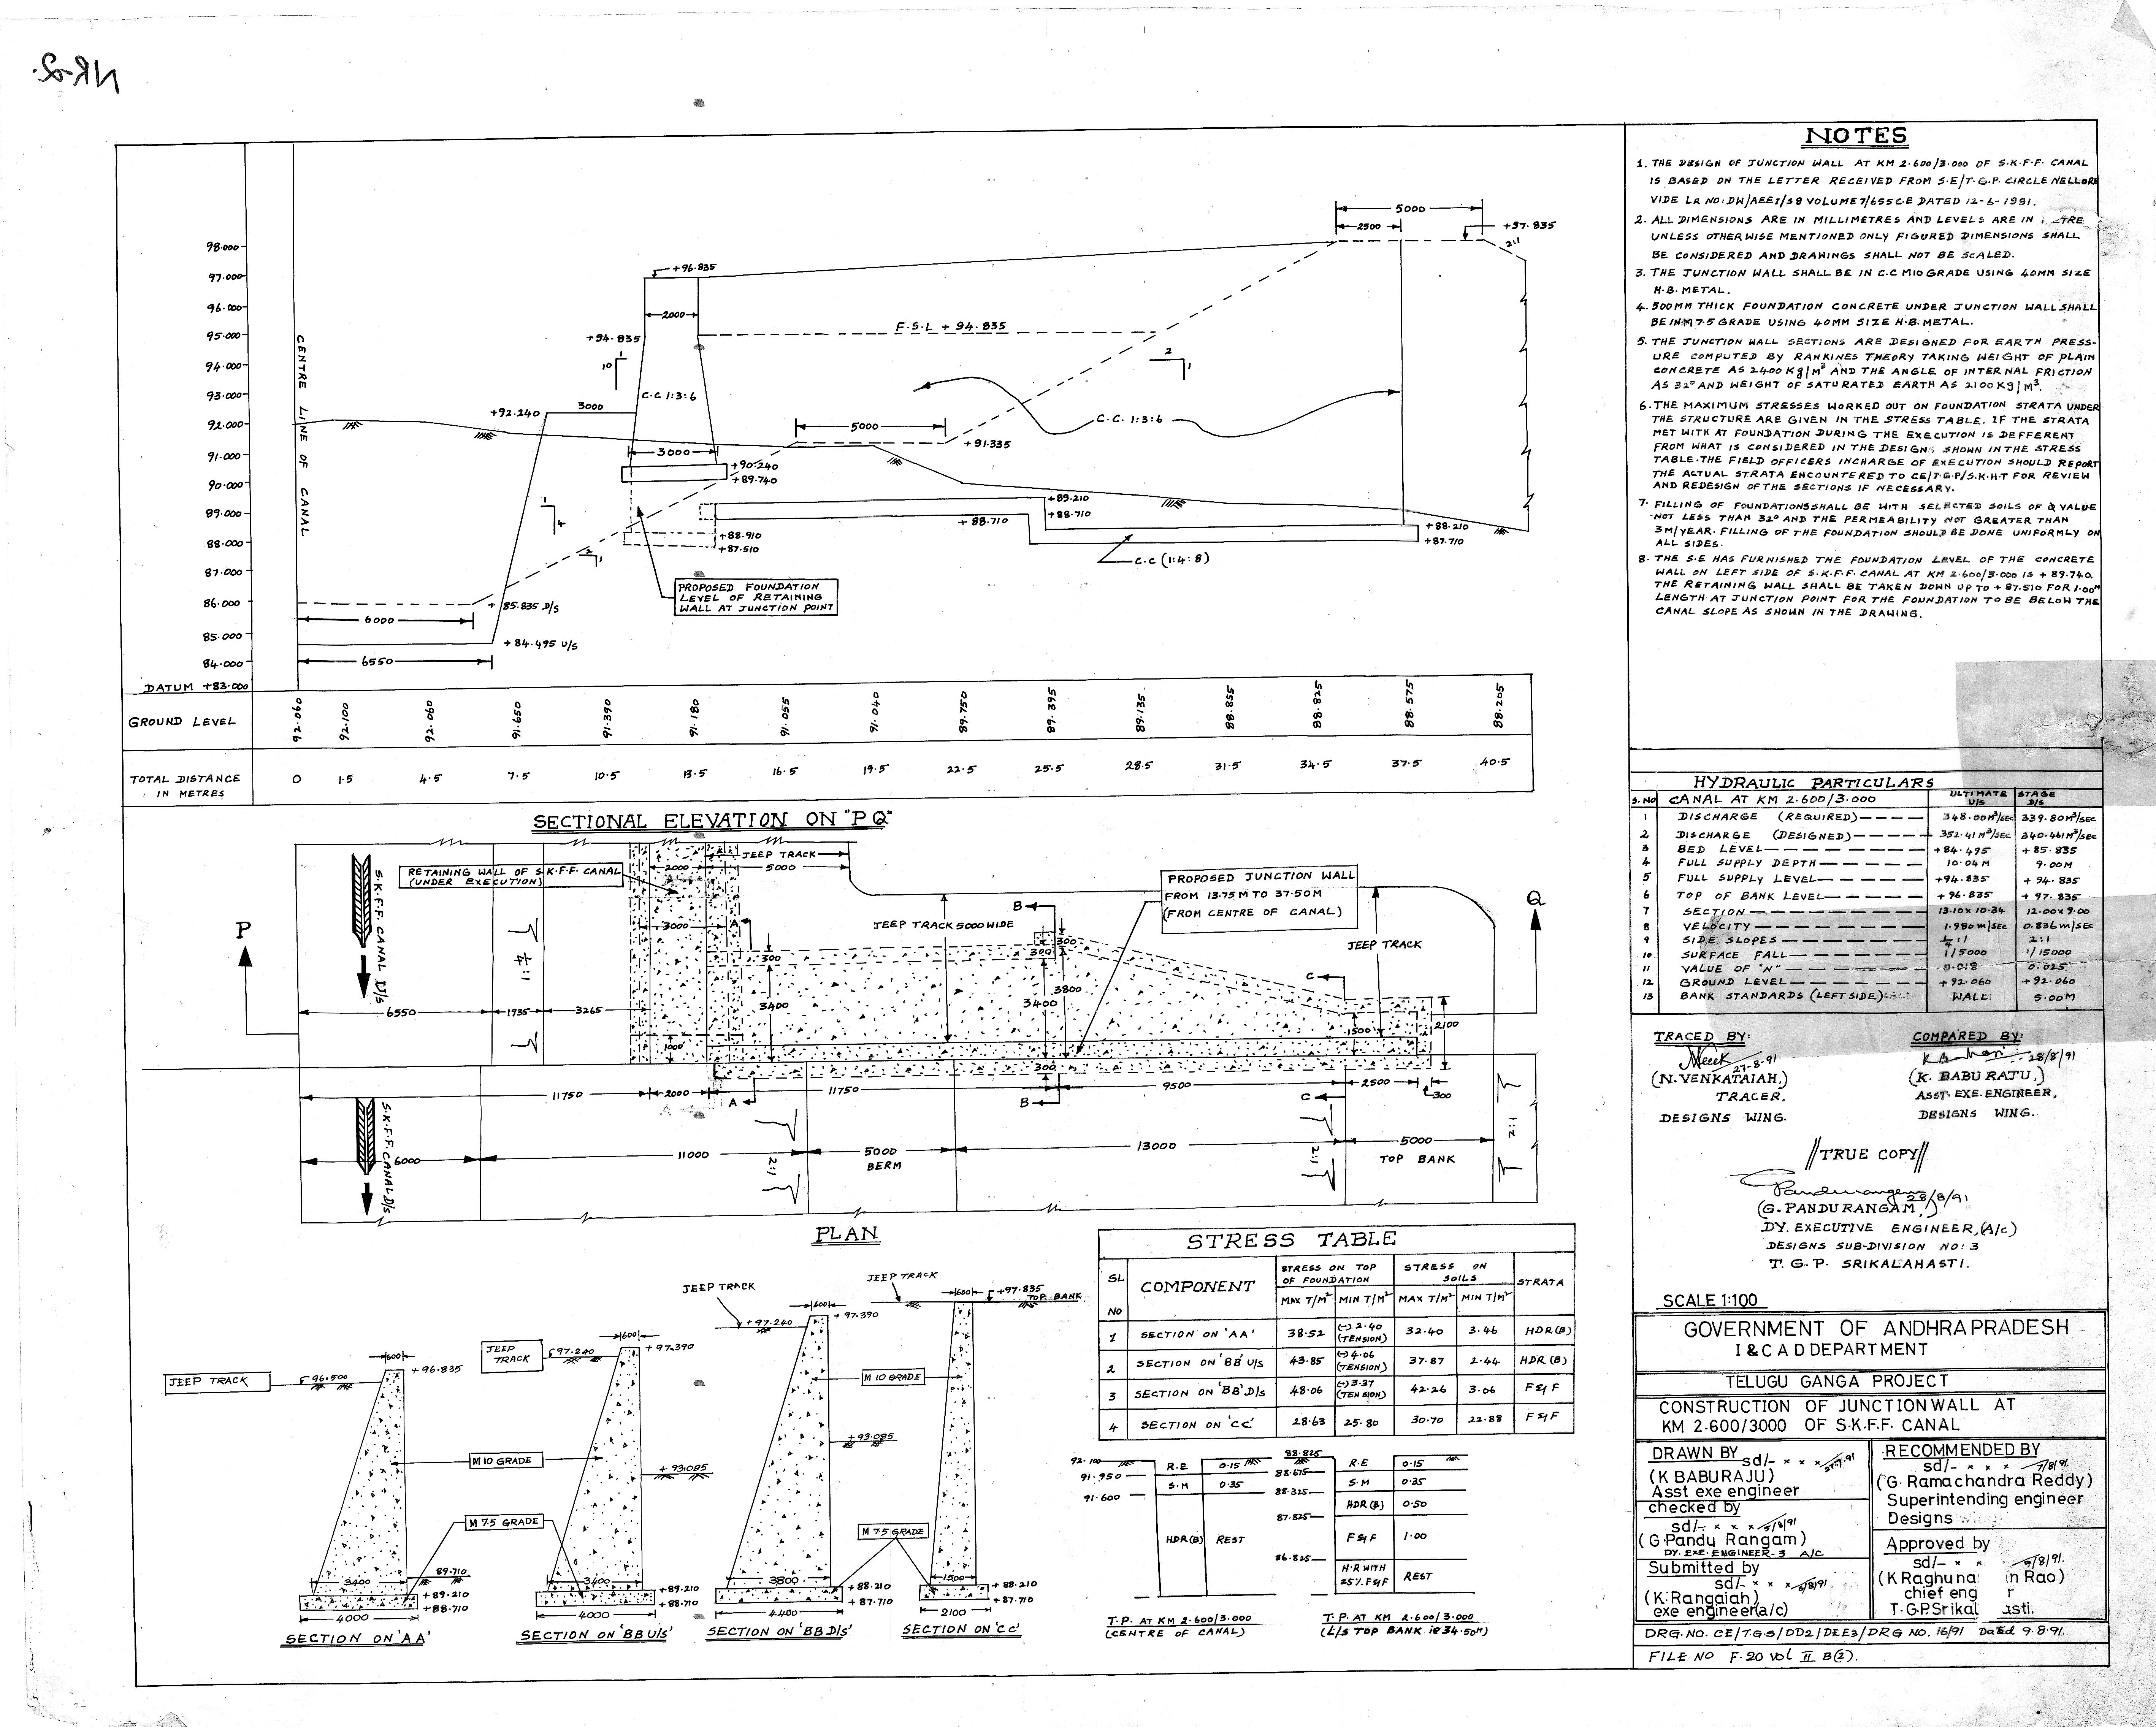 NR-2.
NOTES
1. THE DESIGN OF JUNCTION WALL AT KM 2.600/3.000 OF S.K.F.F. CANAL
IS BASED ON THE LETTER RECEIVED FROM S.E/T.G.P. CIRCLE NELLORE
VIDE LR NO: DW/AEE1/58 VOLUME 7/655 C.E DATED 12-6-1991.
2. ALL DIMENSIONS ARE IN MILLIMETRES AND LEVELS ARE IN
UNLESS OTHERWISE MENTIONED ONLY FIGURED DIMENSIONS SHALL
BE CONSIDERED AND DRAWINGS SHALL NOT BE SCALED.
3. THE JUNCTION WALL SHALL BE IN C.C M10 GRADE USING 40MM SIZE
H.B. METAL.
4. 500MM THICK FOUNDATION CONCRETE UNDER JUNCTION WALL SHALL
BE IN M 7.5 GRADE USING 40MM SIZE H.B. METAL.
5. THE JUNCTION WALL SECTIONS ARE DESIGNED FOR EARTH PRESS-
URE COMPUTED BY RANKINES THEORY TAKING WEIGHT OF PLAIN
CONCRETE AS 2400 Kg/M³ AND THE ANGLE OF INTERNAL FRICTION
AS 32° AND WEIGHT OF SATURATED EARTH AS 2100 Kg/M³.
6. THE MAXIMUM STRESSES WORKED OUT ON FOUNDATION STRATA UNDER
THE STRUCTURE ARE GIVEN IN THE STRESS TABLE. IF THE STRATA
MET WITH AT FOUNDATION DURING THE EXECUTION IS DEFFERENT
FROM WHAT IS CONSIDERED IN THE DESIGNS SHOWN IN THE STRESS
TABLE. THE FIELD OFFICERS INCHARGE OF EXECUTION SHOULD REPORT
THE ACTUAL STRATA ENCOUNTERED TO CE/T.G.P/S.K.H.T FOR REVIEW
AND REDESIGN OF THE SECTIONS IF NECESSARY.
7. FILLING OF FOUNDATIONS SHALL BE WITH SELECTED SOILS OF Q VALUE
NOT LESS THAN 32° AND THE PERMEABILITY NOT GREATER THAN
3M/YEAR. FILLING OF THE FOUNDATION SHOULD BE DONE UNIFORMLY ON
ALL SIDES.
8. THE S.E HAS FURNISHED THE FOUNDATION LEVEL OF THE CONCRETE
WALL ON LEFT SIDE OF S.K.F.F. CANAL AT KM 2.600/3.000 IS + 89.740.
THE RETAINING WALL SHALL BE TAKEN DOWN UP TO + 87.510 FOR 1.00M
LENGTH AT JUNCTION POINT FOR THE FOUNDATION TO BE BELOW THE
CANAL SLOPE AS SHOWN IN THE DRAWING.
98.000
97.000
96.000
95.000
94.000
93.000
92.000
91.000
90.000
89.000
88.000
87.000
86.000
85.000
84.000
DATUM +83.000
CENTRE LINE OF CANAL
5000
2500
+97.835
2:1
+96.835
2000
F.S.L + 94.835
+94.835
1
10
2
1
C.C 1:3:6
3000
+92.240
C.C. 1:3:6
5000
+91.335
3000
+90.240
+89.740
1
4
+89.210
+88.710
+88.710
+88.210
+87.710
+88.910
+87.510
2
1
C.C (1:4:8)
PROPOSED FOUNDATION
LEVEL OF RETAINING
WALL AT JUNCTION POINT
+ 85.835 D/S
6000
+ 84.495 U/S
6550
GROUND LEVEL 92.060 92.100 92.060 91.650 91.390 91.180 91.055 91.040 89.750 89.395 89.135 88.855 88.825 88.575 88.205
TOTAL DISTANCE 0 1.5 4.5 7.5 10.5 13.5 16.5 19.5 22.5 25.5 28.5 31.5 34.5 37.5 40.5
IN METRES
SECTIONAL ELEVATION ON "PQ"
HYDRAULIC PARTICULARS
S.NO CANAL AT KM 2.600/3.000 ULTIMATE U/S STAGE D/S
1 DISCHARGE (REQUIRED) 348.00M³/SEC 339.80M³/SEC
2 DISCHARGE (DESIGNED) 352.41 M³/SEC 340.461M³/SEC
3 BED LEVEL +84.495 +85.835
4 FULL SUPPLY DEPTH 10.04 M 9.00M
5 FULL SUPPLY LEVEL +94.835 +94.835
6 TOP OF BANK LEVEL +96.835 +97.835
7 SECTION 13.10×10.34 12.00×9.00
8 VELOCITY 1.980 m/SEC 0.836 m/SEC
9 SIDE SLOPES ¼:1 2:1
10 SURFACE FALL 1/5000 1/15000
11 VALUE OF "N" 0.018 0.025
12 GROUND LEVEL +92.060 +92.060
13 BANK STANDARDS (LEFT SIDE) WALL 5.00M
JEEP TRACK
2000
5000
RETAINING WALL OF S.K.F.F. CANAL
(UNDER EXECUTION)
S.K.F.F. CANAL U/S
PROPOSED JUNCTION WALL
FROM 13.75 M TO 37.50M
(FROM CENTRE OF CANAL)
P
Q
B
JEEP TRACK 5000 WIDE
JEEP TRACK
3000
A
300
300
300
¼:1
C
3800
3400
3400
6550
1935
3265
1500
2100
1000
300
11750
2000
A
11750
B
9500
C
2500
300
S.K.F.F. CANAL D/S
6000
11000
2:1
5000
BERM
13000
2:1
5000
TOP BANK
2:1
PLAN
TRACED BY:
27-8-91
(N. VENKATAIAH,)
TRACER,
DESIGNS WING.
COMPARED BY:
28/8/91
(K. BABU RAJU,)
ASST. EXE. ENGINEER,
DESIGNS WING.
//TRUE COPY//
28/8/91
(G. PANDURANGAM,)
DY. EXECUTIVE ENGINEER, (A/C)
DESIGNS SUB-DIVISION NO: 3
T. G. P. SRIKALAHASTI.
STRESS TABLE
SL NO COMPONENT STRESS ON TOP OF FOUNDATION STRESS ON SOILS STRATA
MAX T/M² MIN T/M² MAX T/M² MIN T/M²
1 SECTION ON 'AA' 38.52 (-) 2.40 (TENSION) 32.40 3.46 HDR(B)
2 SECTION ON 'BB' U/S 43.85 (-) 4.06 (TENSION) 37.87 2.44 HDR (B)
3 SECTION ON 'BB' D/S 48.06 (-) 3.27 (TENSION) 42.26 3.06 F & F
4 SECTION ON 'CC' 28.63 25.80 30.70 22.88 F & F
JEEP TRACK
96.500
600
+ 96.835
M 10 GRADE
M 7.5 GRADE
3400
89.710
+89.210
+88.710
4000
SECTION ON 'AA'
JEEP TRACK
97.240
600
+ 97.390
+ 93.085
3400
+89.210
+88.710
4000
SECTION ON 'BB U/S'
JEEP TRACK
+ 97.240
600
+97.390
M 10 GRADE
+93.085
M 7.5 GRADE
3800
+88.210
+87.710
4400
SECTION ON 'BB D/S'
JEEP TRACK
600
+97.835
TOP BANK
1500
+ 88.210
+87.710
2100
SECTION ON 'CC'
92.100
91.950
91.600
R.E 0.15
S.M 0.35
HDR(B) REST
T.P. AT KM 2.600/3.000
(CENTRE OF CANAL)
88.825
88.675
88.325
87.825
86.825
R.E 0.15
S.M 0.35
HDR (B) 0.50
F & F 1.00
H.R WITH
25% F&F REST
T.P. AT KM 2.600/3.000
(L/S TOP BANK ie 34.50M)
SCALE 1:100
GOVERNMENT OF ANDHRAPRADESH
I & C A D DEPARTMENT
TELUGU GANGA PROJECT
CONSTRUCTION OF JUNCTION WALL AT
KM 2.600/3000 OF S.K.F.F. CANAL
DRAWN BY
sd/- x x x
(K BABURAJU)
Asst exe engineer
checked by
sd/- x x x 5/8/91
(G.Pandu Rangam)
DY. EXE. ENGINEER-3 A/C
Submitted by
sd/- x x x
(K. Rangaiah)
exe engineer(a/c)
RECOMMENDED BY
sd/- x x x 7/8/91.
(G. Ramachandra Reddy)
Superintending engineer
Designs
Approved by
sd/- x x
(K Raghuna n Rao)
chief eng r
T.G.P. Srikal asti.
DRG. NO. CE/T.G.S/DD2/DEE3/DRG NO. 16/91 Dated 9.8.91.
FILE NO F. 20 Vol II B(2).